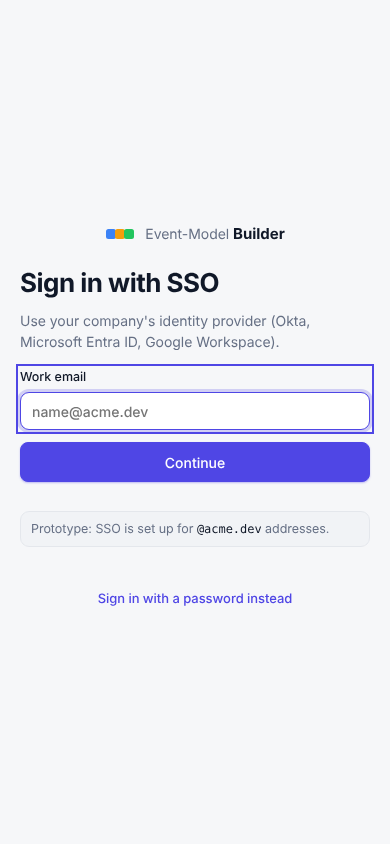 Event-Model Builder
Sign in with SSO
Use your company's identity provider (Okta,
Microsoft Entra ID, Google Workspace).
Work email
name@acme.dev
Continue
Prototype: SSO is set up for @acme.dev addresses.
Sign in with a password instead